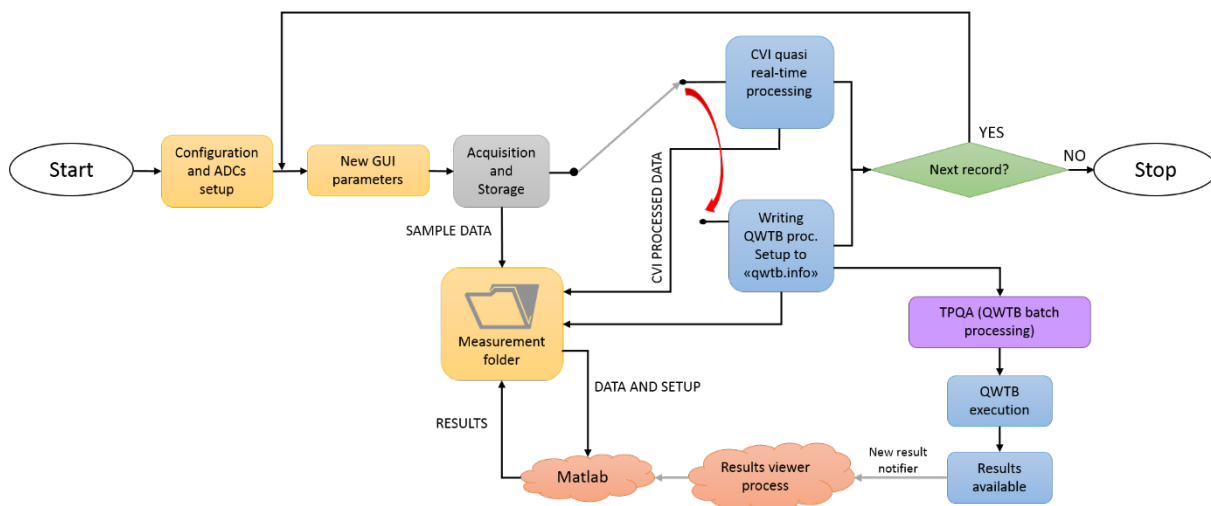 CVI quasi
real-time
processing
YES
Start
Configuration
and ADCs
setup
New GUI
parameters
Acquisition
and
Storage
Next record?
NO
Stop
SAMPLE DATA
CVI PROCESSED DATA
Writing
QWTB proc.
Setup to
«qwtb.info»
Measurement
folder
TPQA (QWTB batch
processing)
DATA AND SETUP
QWTB
execution
RESULTS
Matlab
Results viewer
process
New result
notifier
Results
available